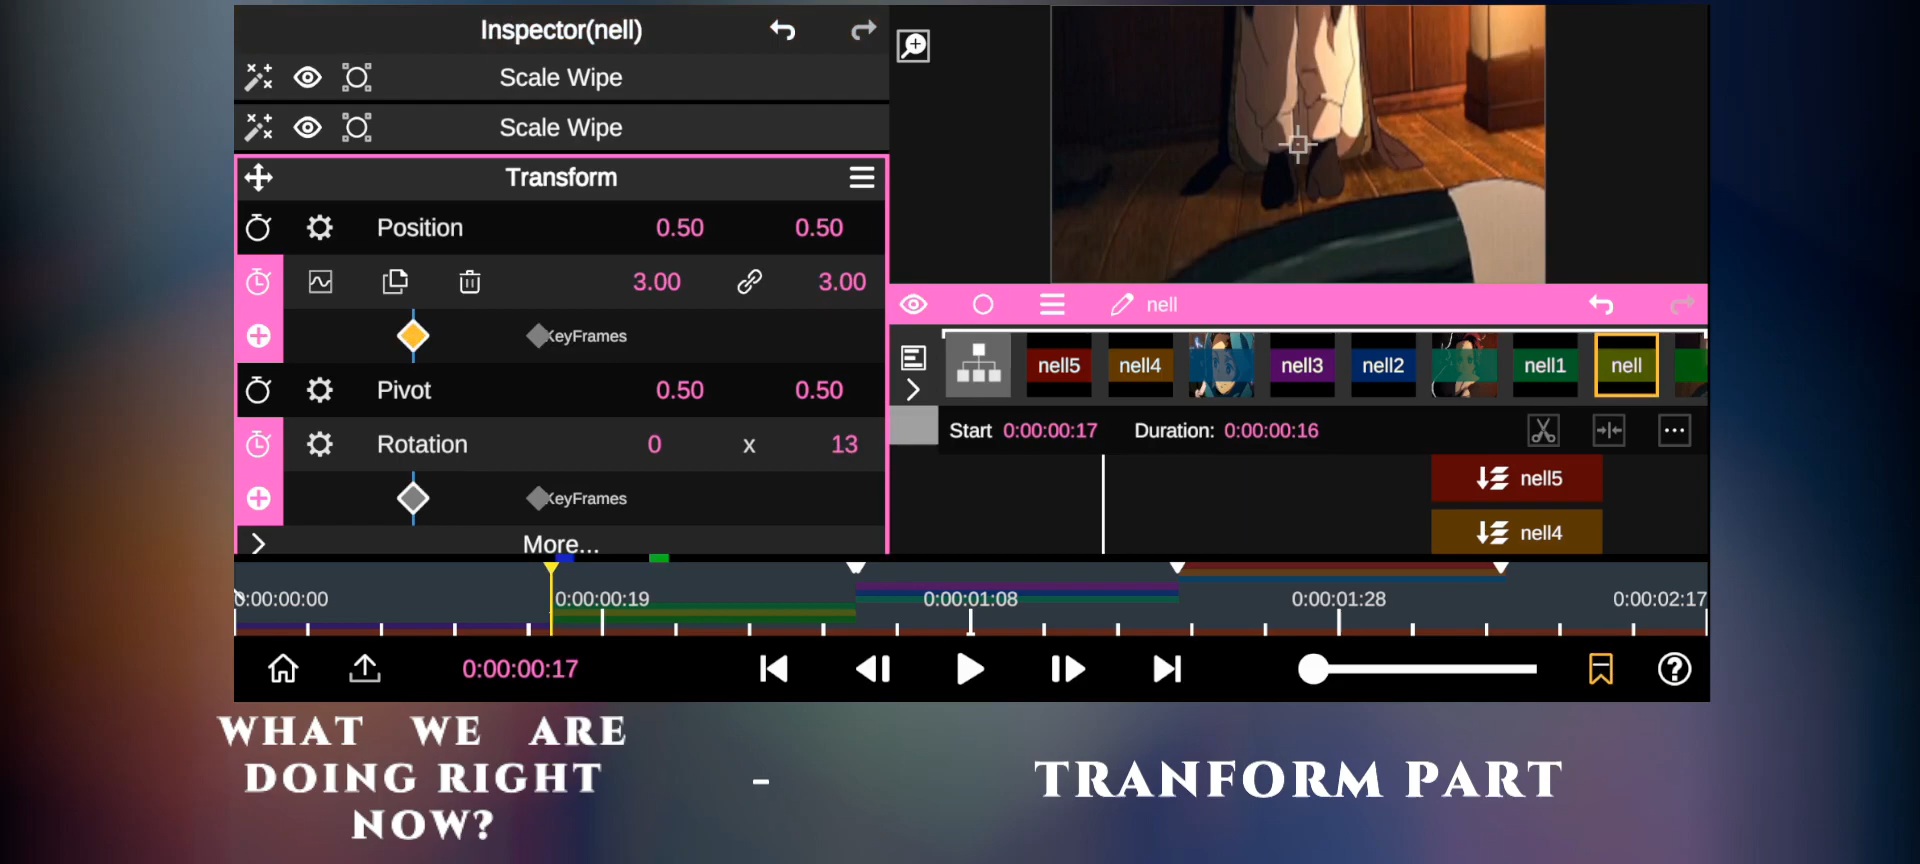 Inspector(nell)
Scale Wipe
Scale Wipe
Transform
Position 0.50 0.50
3.00 3.00
KeyFrames
Pivot 0.50 0.50
Rotation 0 x 13
KeyFrames
More...
nell
nell5 nell4 nell3 nell2 nell1 nell
Start 0:00:00:17 Duration: 0:00:00:16
nell5
nell4
0:00:00:00 0:00:00:19 0:00:01:08 0:00:01:28 0:00:02:17
0:00:00:17
WHAT WE ARE
DOING RIGHT
NOW?
-
TRANFORM PART